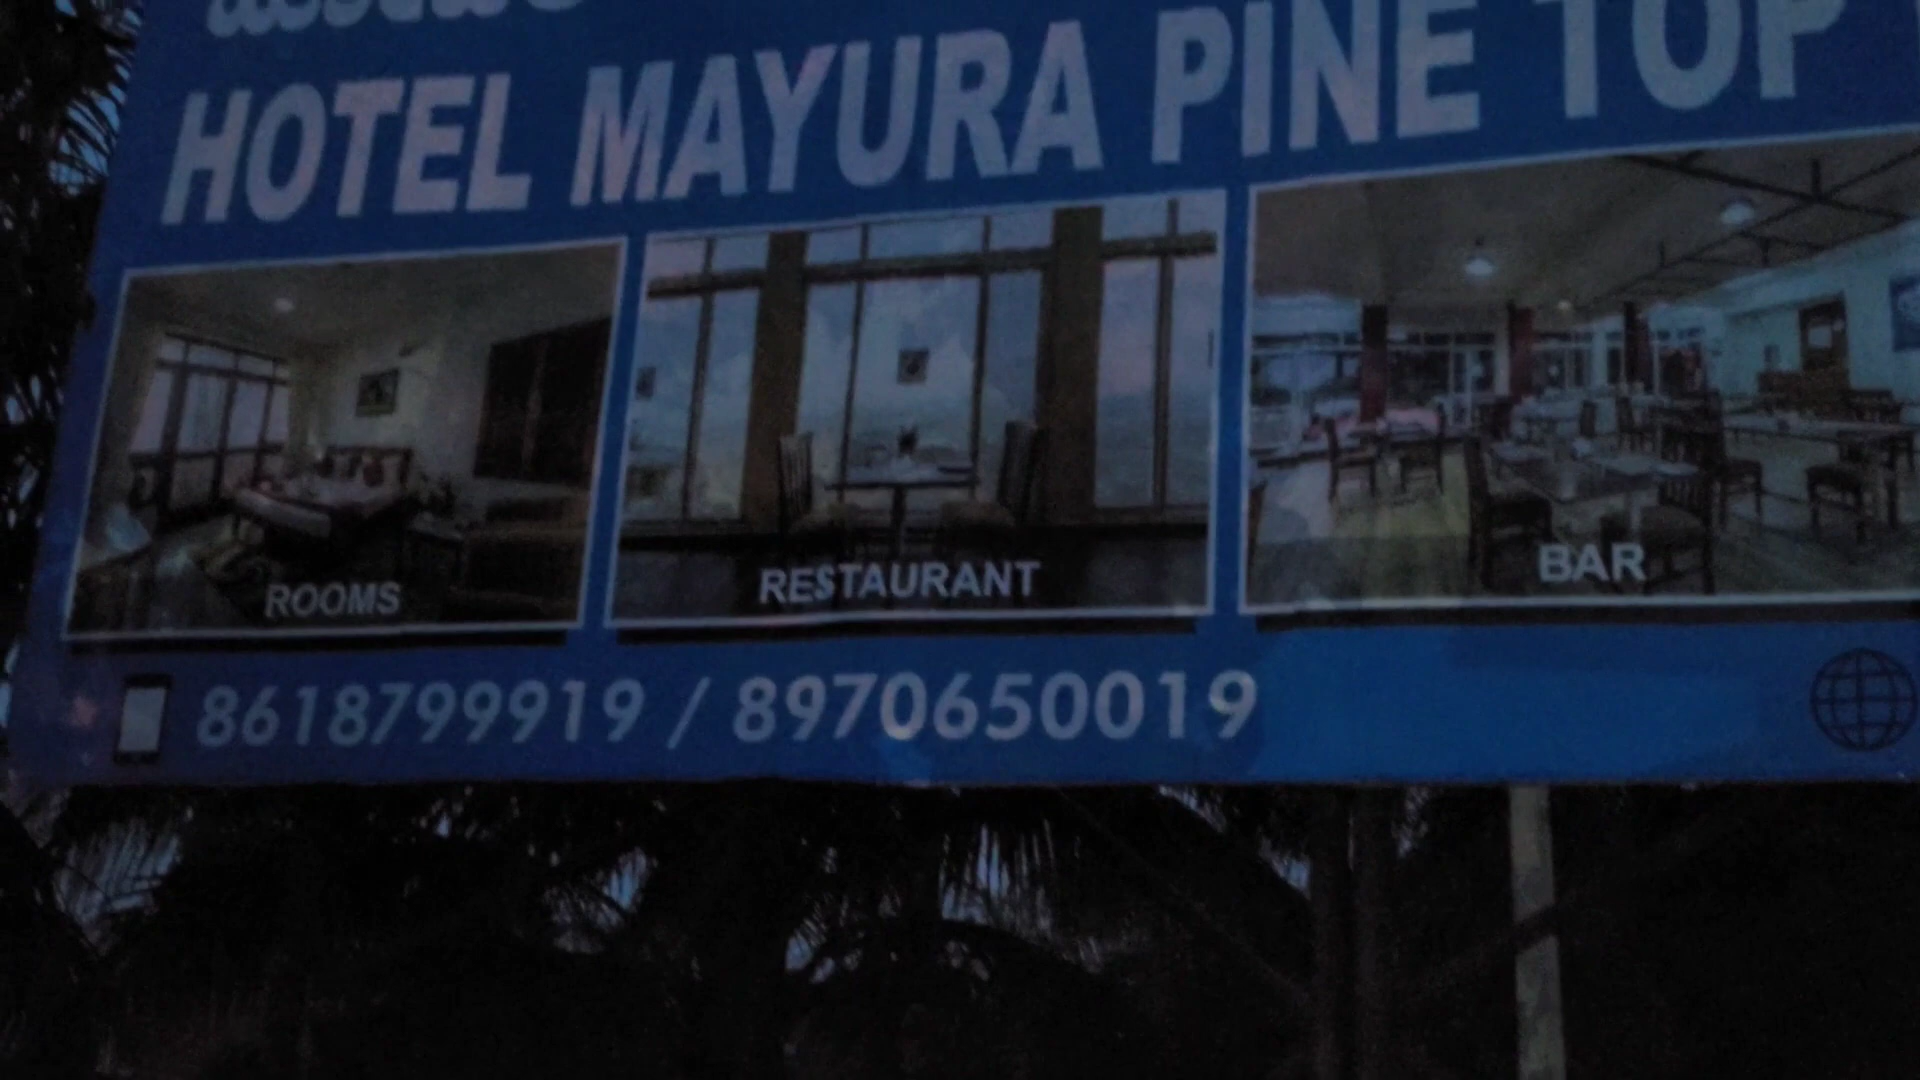 HOTEL MAYURA PINE TOP
ROOMS
RESTAURANT
BAR
8618799919 / 8970650019